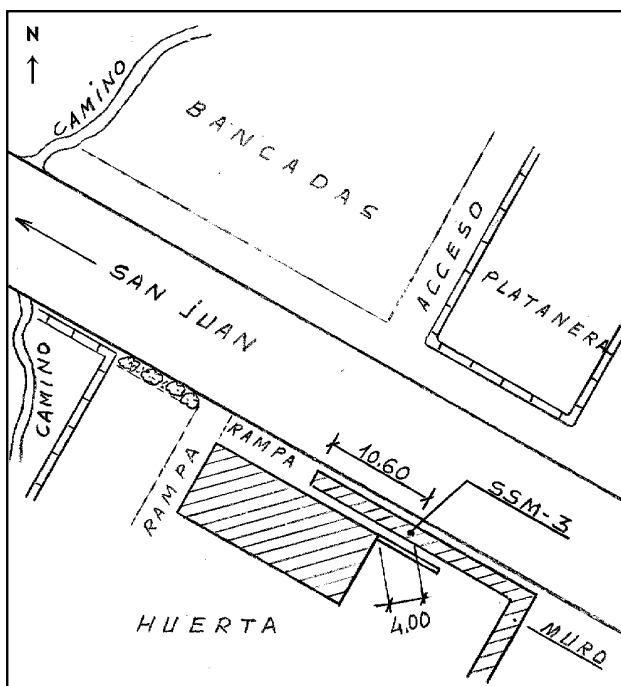 N
CAMINO
BANCADAS
ACCESO
PLATANERA
SAN JUAN
CAMINO
RAMPA
RAMPA
10.60
SSM-3
4.00
HUERTA
MURO